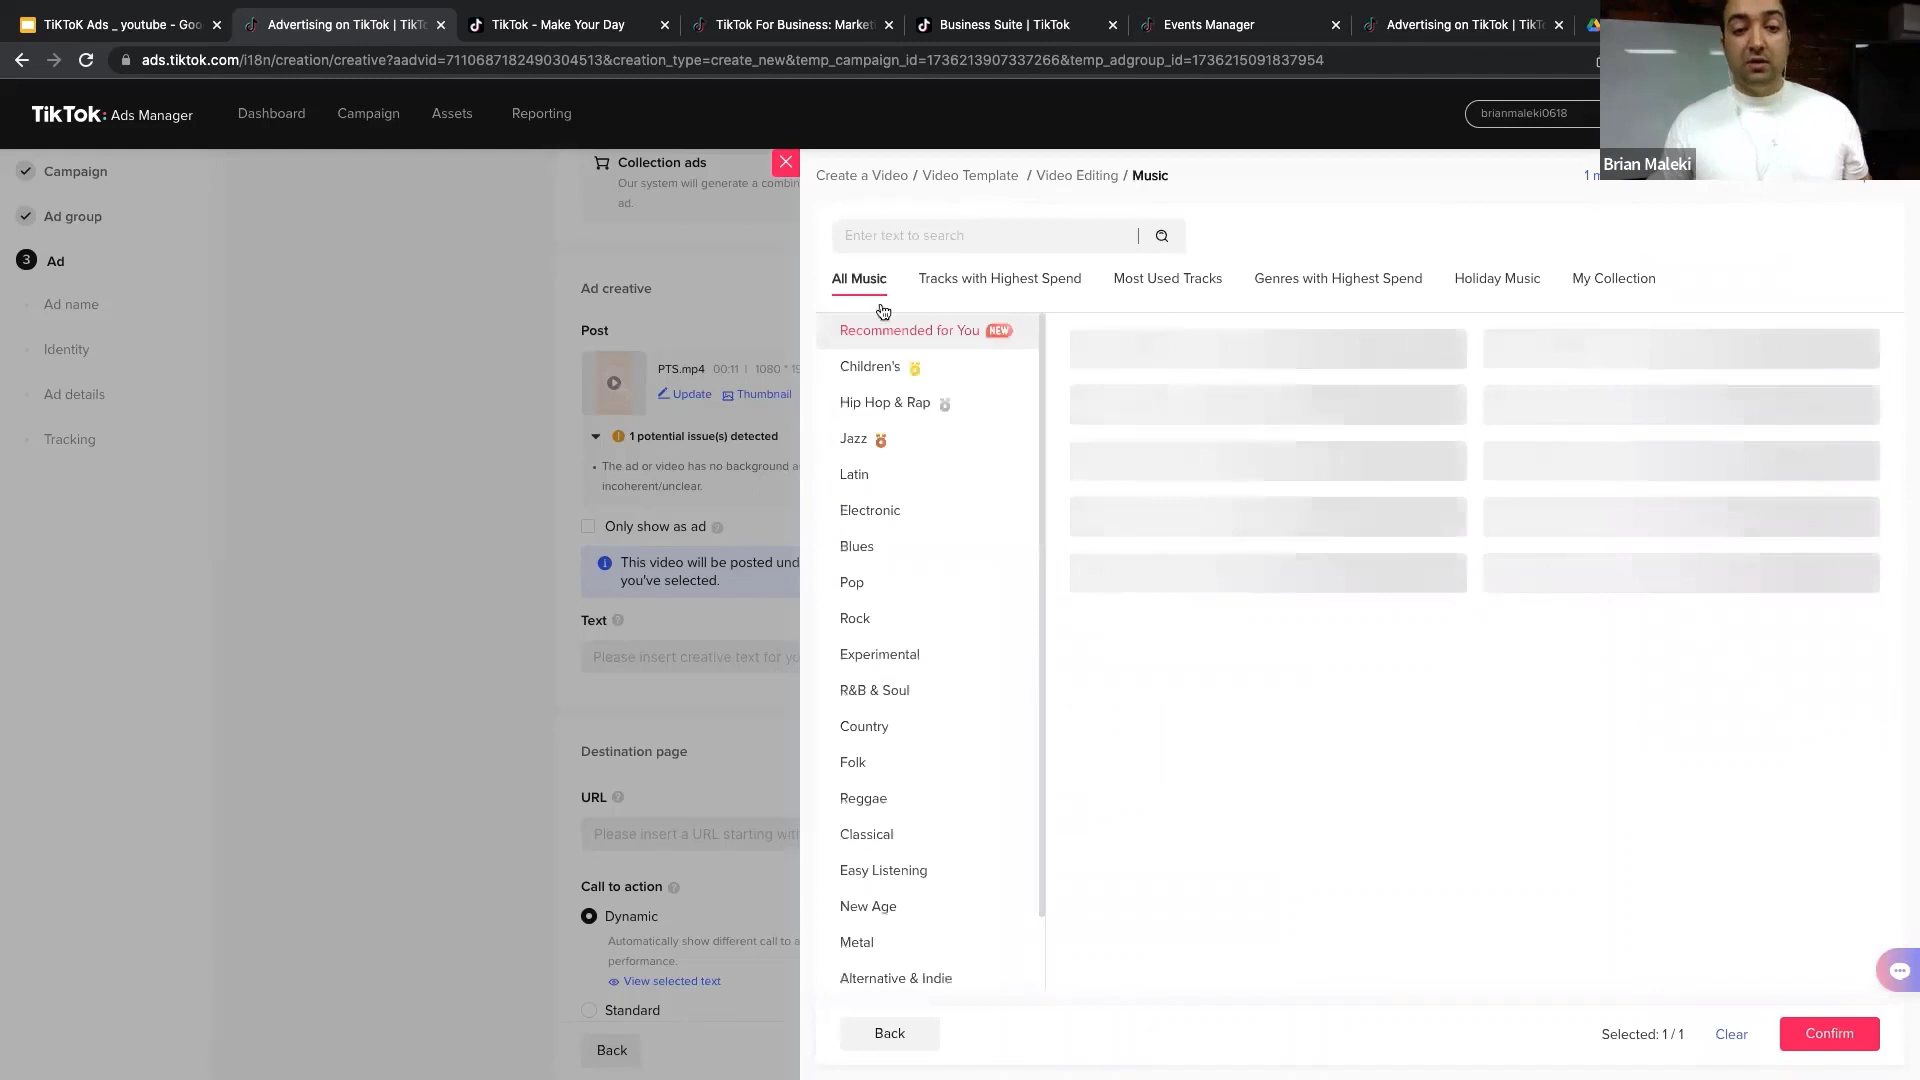 TiKToK Ads _ youtube - Goo
Advertising on TikTok | TikT
TikTok - Make Your Day
TikTok For Business: Market
Business Suite | TikTok
Events Manager
Advertising on TikTok | TikT
ads.tiktok.com/i18n/creation/creative?aadvid=7110687182490304513&creation_type=create_new&temp_campaign_id=1736213907337266&temp_adgroup_id=1736215091837954
TikTok: Ads Manager
Dashboard
Campaign
Assets
Reporting
brianmaleki0618
Brian Maleki
Campaign
Ad group
3 Ad
Ad name
Identity
Ad details
Tracking
Collection ads
Our system will generate a combin
ad.
Ad creative
Post
PTS.mp4 00:11 | 1080 * 19
Update
Thumbnail
1 potential issue(s) detected
The ad or video has no background a
incoherent/unclear.
Only show as ad
This video will be posted und
you've selected.
Text
Please insert creative text for yo
Destination page
URL
Please insert a URL starting with
Call to action
Dynamic
Automatically show different call to a
performance.
View selected text
Standard
Back
Create a Video / Video Template / Video Editing / Music
1 m
Enter text to search
All Music
Tracks with Highest Spend
Most Used Tracks
Genres with Highest Spend
Holiday Music
My Collection
Recommended for You NEW
Children's
Hip Hop & Rap
Jazz
Latin
Electronic
Blues
Pop
Rock
Experimental
R&B & Soul
Country
Folk
Reggae
Classical
Easy Listening
New Age
Metal
Alternative & Indie
Back
Selected: 1 / 1
Clear
Confirm